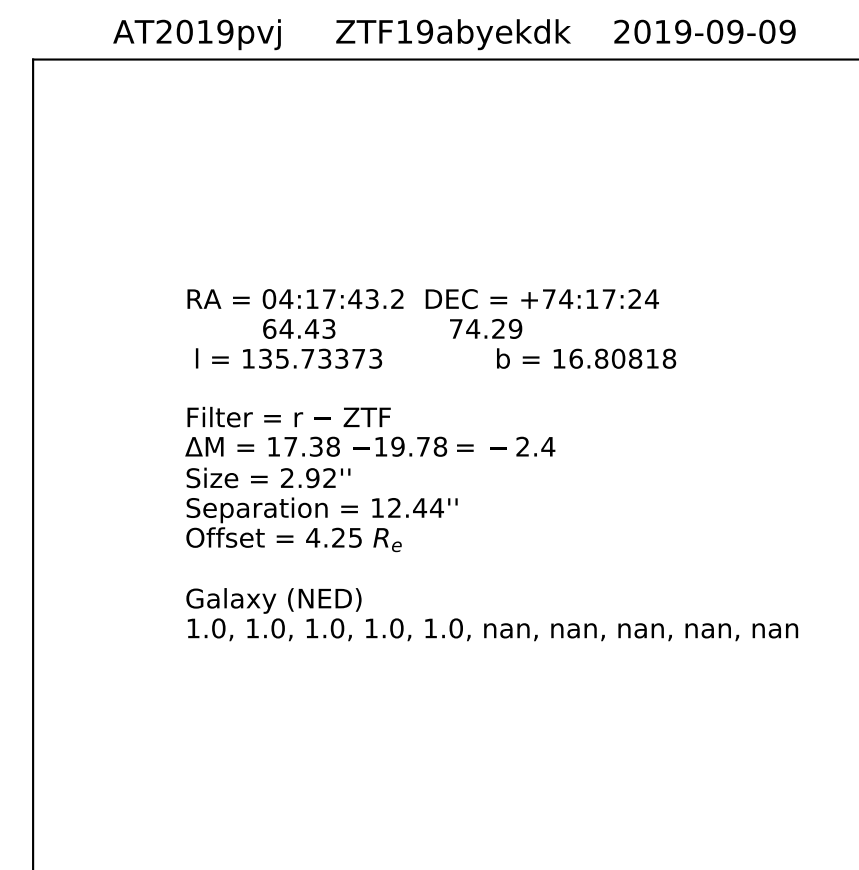 AT2019pvj ZTF19abyekdk 2019-09-09
RA = 04:17:43.2 DEC = +74:17:24
64.43 74.29
l = 135.73373 b = 16.80818
Filter = r − ZTF
ΔM = 17.38 −19.78 = −2.4
Size = 2.92''
Separation = 12.44''
Offset = 4.25 Re
Galaxy (NED)
1.0, 1.0, 1.0, 1.0, 1.0, nan, nan, nan, nan, nan